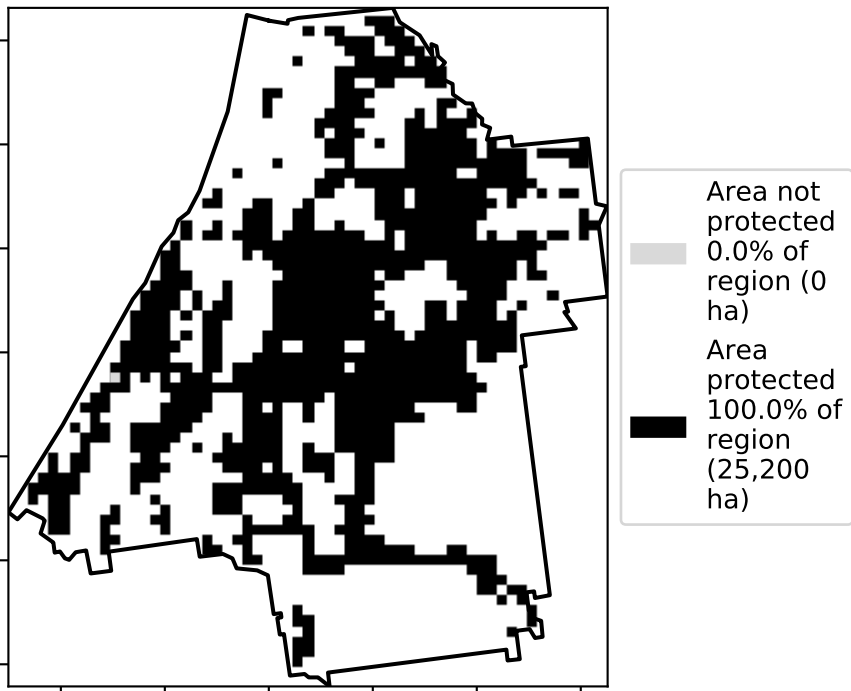 Area not
protected
0.0% of
region (0
ha)
Area
protected
100.0% of
region
(25,200
ha)